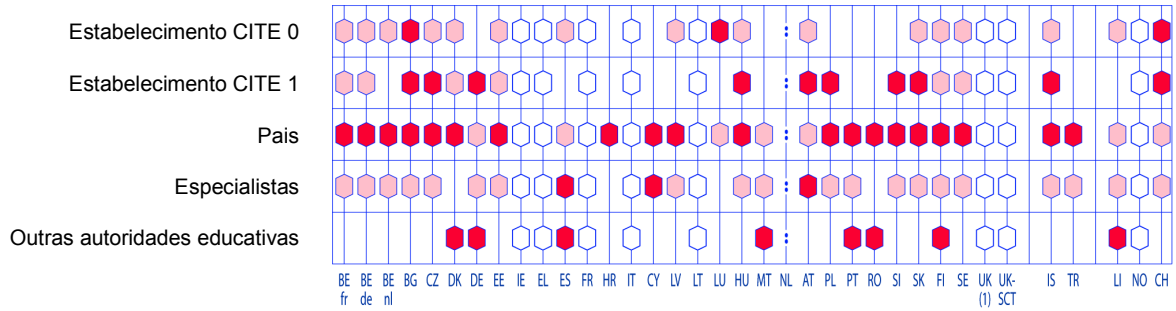 Estabelecimento CITE 0
Estabelecimento CITE 1
Pais
Especialistas
Outras autoridades educativas
BE fr BE de BE nl BG CZ DK DE EE IE EL ES FR HR IT CY LV LT LU HU MT NL AT PL PT RO SI SK FI SE UK (1) UK-SCT IS TR LI NO CH